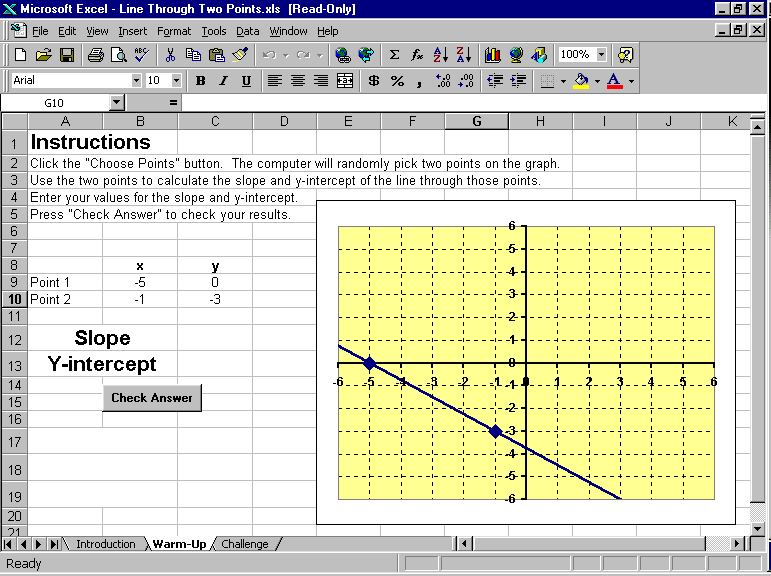 Microsoft Excel - Line Through Two Points.xls [Read-Only]
File Edit View Insert Format Tools Data Window Help
100%
Arial 10 B I U $ % ,
G10 =
A B C D E F G H I J K
1 Instructions
2 Click the "Choose Points" button. The computer will randomly pick two points on the graph.
3 Use the two points to calculate the slope and y-intercept of the line through those points.
4 Enter your values for the slope and y-intercept.
5 Press "Check Answer" to check your results.
6
7
8 x y
9 Point 1 -5 0
10 Point 2 -1 -3
11
12 Slope
13 Y-intercept
14
15 Check Answer
16
17
18
19
20
21
6
5
4
3
2
1
0
-6 -5 -4 -3 -2 -1 0 1 2 3 4 5 6
-1
-2
-3
-4
-5
-6
Introduction Warm-Up Challenge
Ready